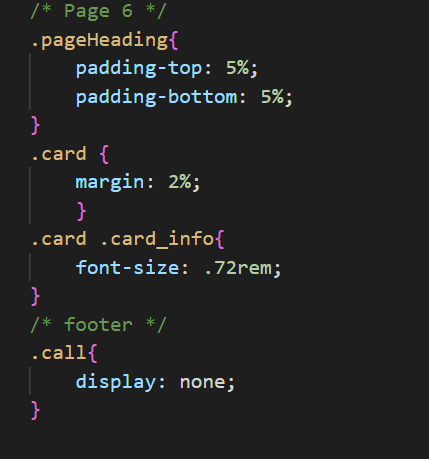 /* Page 6 */
.pageHeading{
padding-top: 5%;
padding-bottom: 5%;
}
.card {
margin: 2%;
}
.card .card_info{
font-size: .72rem;
}
/* footer */
.call{
display: none;
}